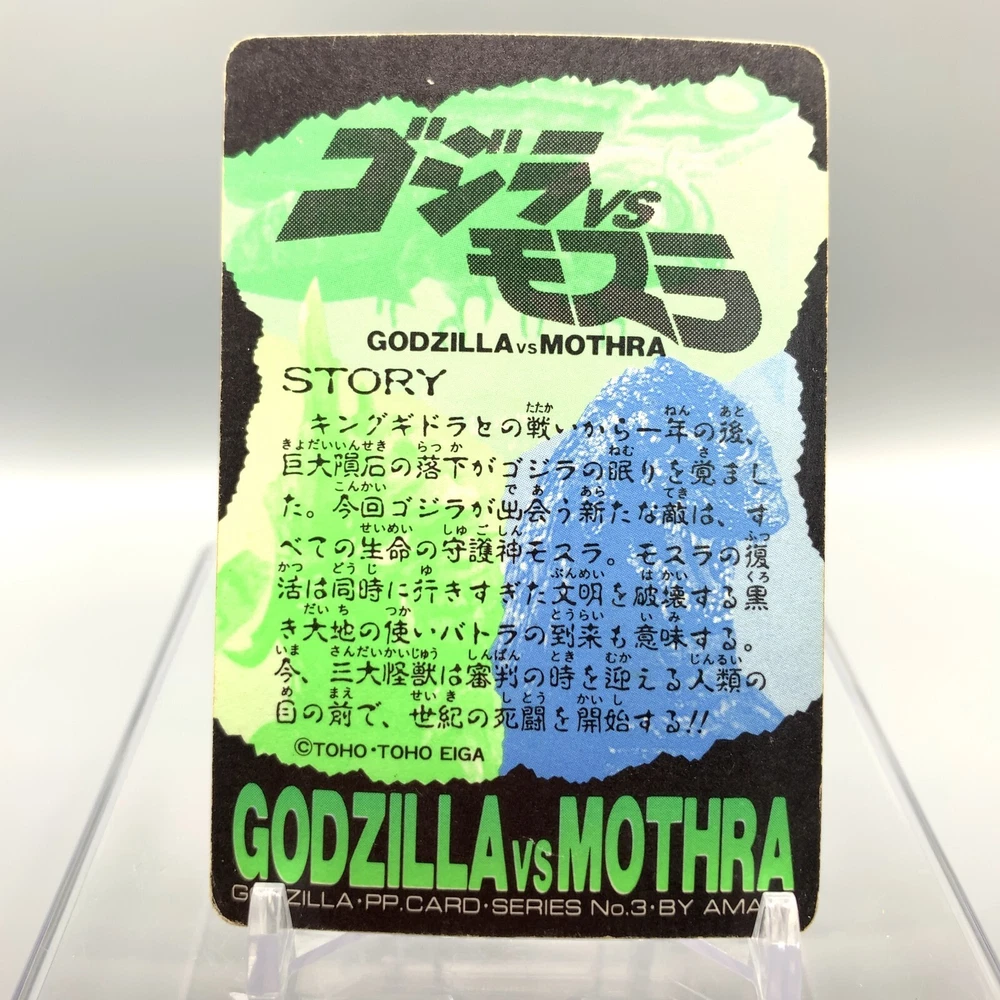 ゴジラVS
モスラ
GODZILLA VS MOTHRA
STORY
キングギドラとの戦いから一年の後、
巨大隕石の落下がゴジラの眠りを覚まし
た。今回ゴジラが出会う新たな敵は、す
べての生命の守護神モスラ。モスラの復
活は同時に行きすぎた文明を破壊する黒
き大地の使いバトラの到来も意味する。
今、三大怪獣は審判の時を迎える人類の
目の前で、世紀の死闘を開始する!!
©TOHO・TOHO EIGA
GODZILLA VS MOTHRA
GODZILLA・PP.CARD・SERIES No.3・BY